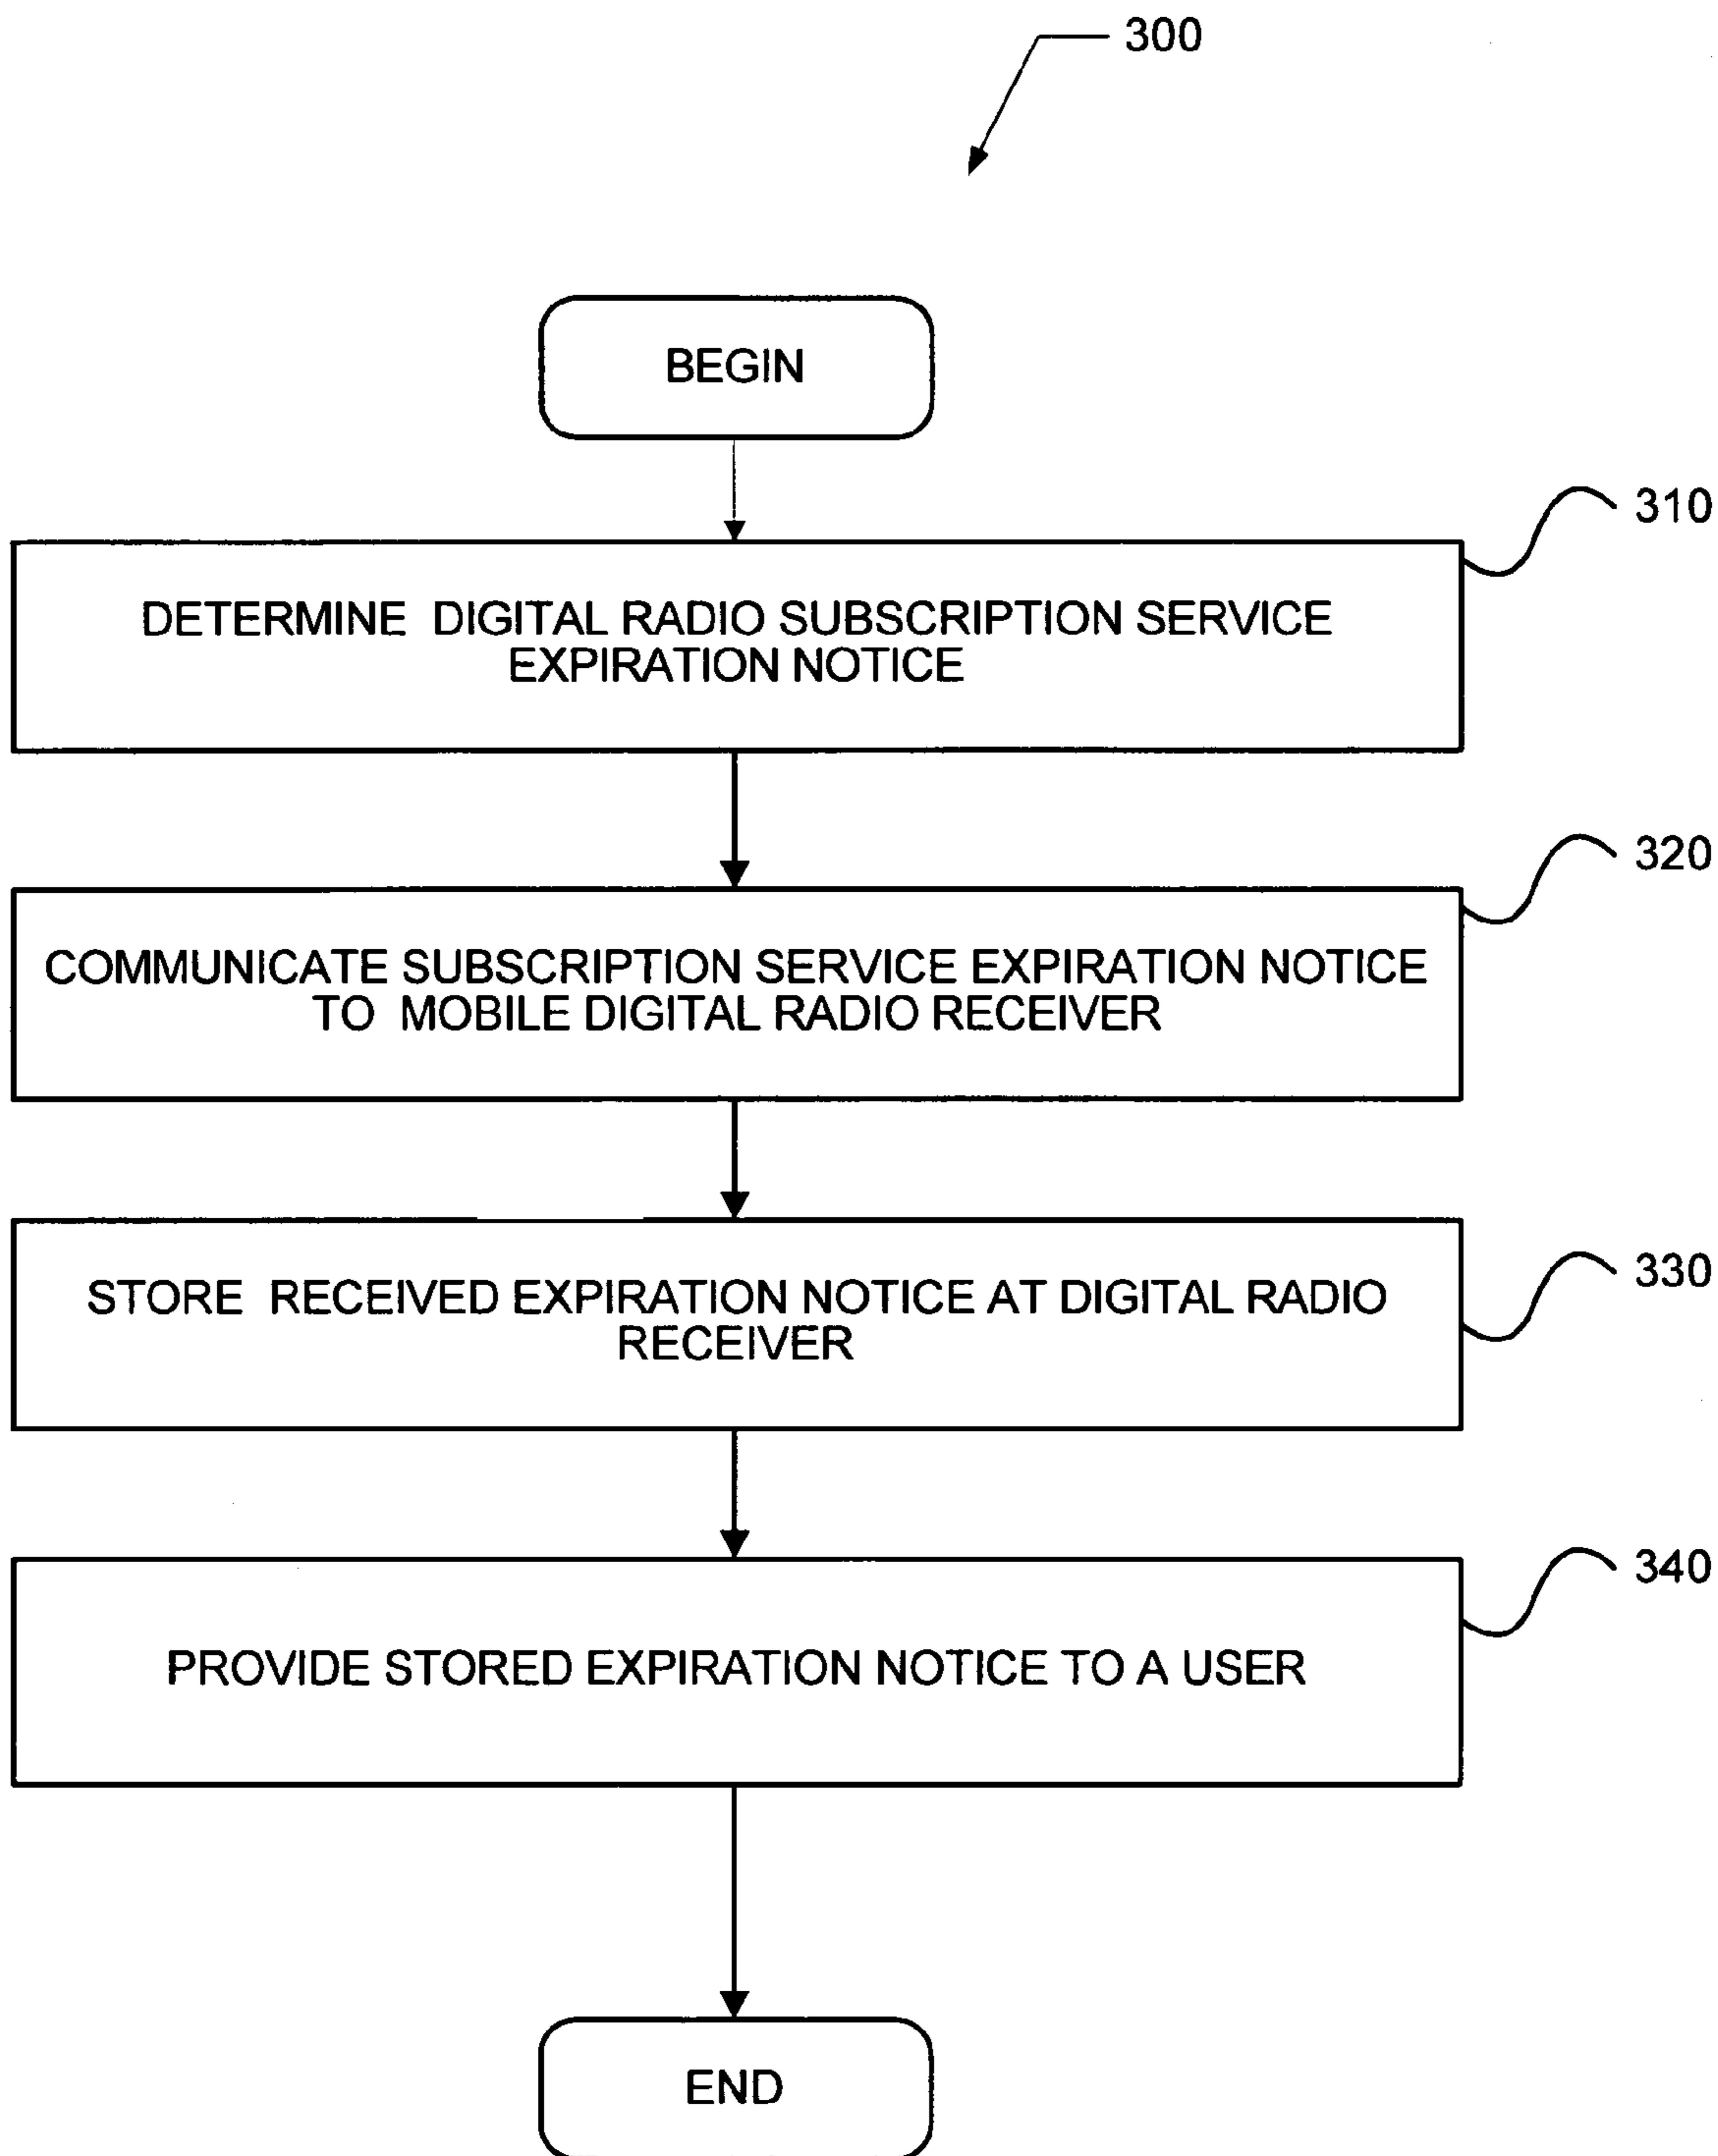 300
BEGIN
310
DETERMINE DIGITAL RADIO SUBSCRIPTION SERVICE
EXPIRATION NOTICE
320
COMMUNICATE SUBSCRIPTION SERVICE EXPIRATION NOTICE
TO MOBILE DIGITAL RADIO RECEIVER
330
STORE RECEIVED EXPIRATION NOTICE AT DIGITAL RADIO
RECEIVER
340
PROVIDE STORED EXPIRATION NOTICE TO A USER
END